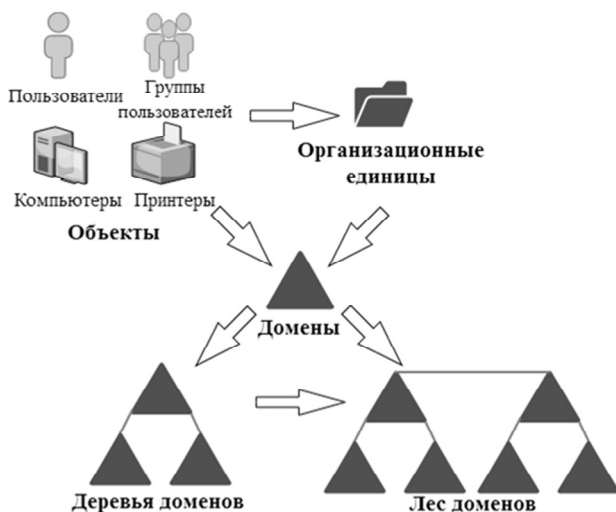 Пользователи
Группы
пользователей
Компьютеры
Принтеры
Объекты
Организационные
единицы
Домены
Деревья доменов
Лес доменов